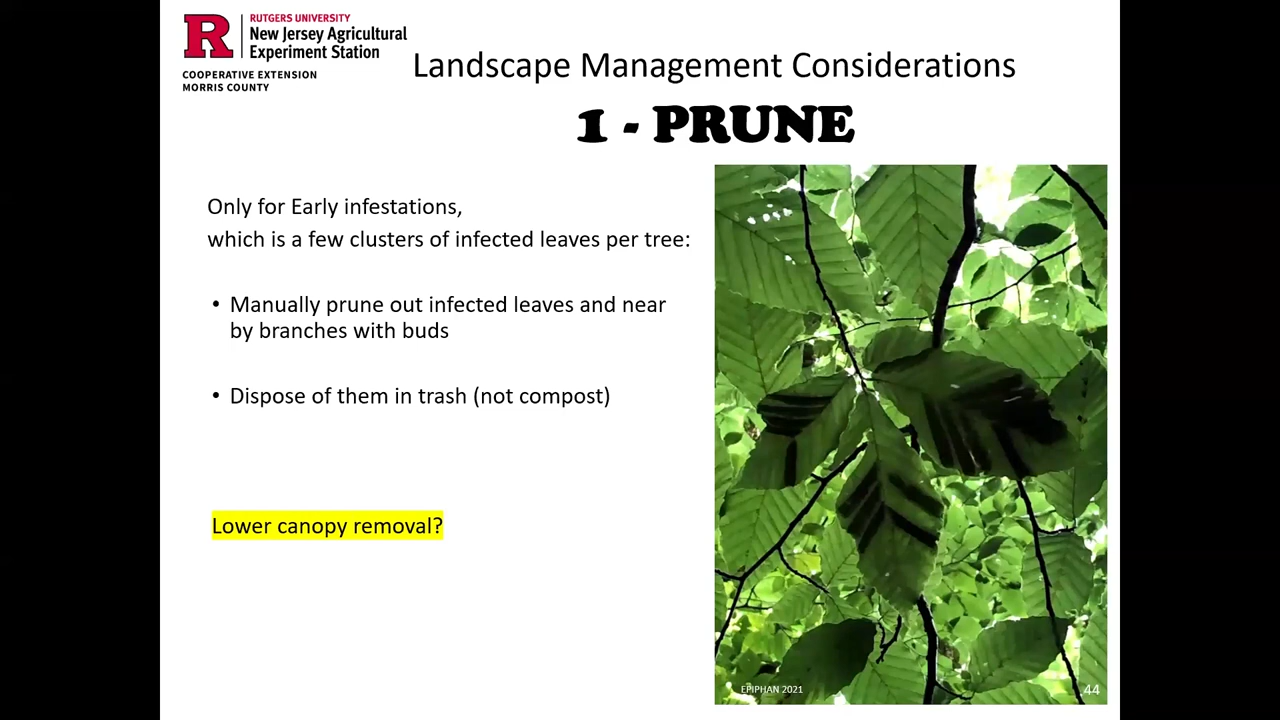 RUTGERS UNIVERSITY
New Jersey Agricultural
Experiment Station
COOPERATIVE EXTENSION
MORRIS COUNTY
Landscape Management Considerations
1 - PRUNE
Only for Early infestations,
which is a few clusters of infected leaves per tree:
• Manually prune out infected leaves and near
by branches with buds
• Dispose of them in trash (not compost)
Lower canopy removal?
EPIPHAN 2021
44